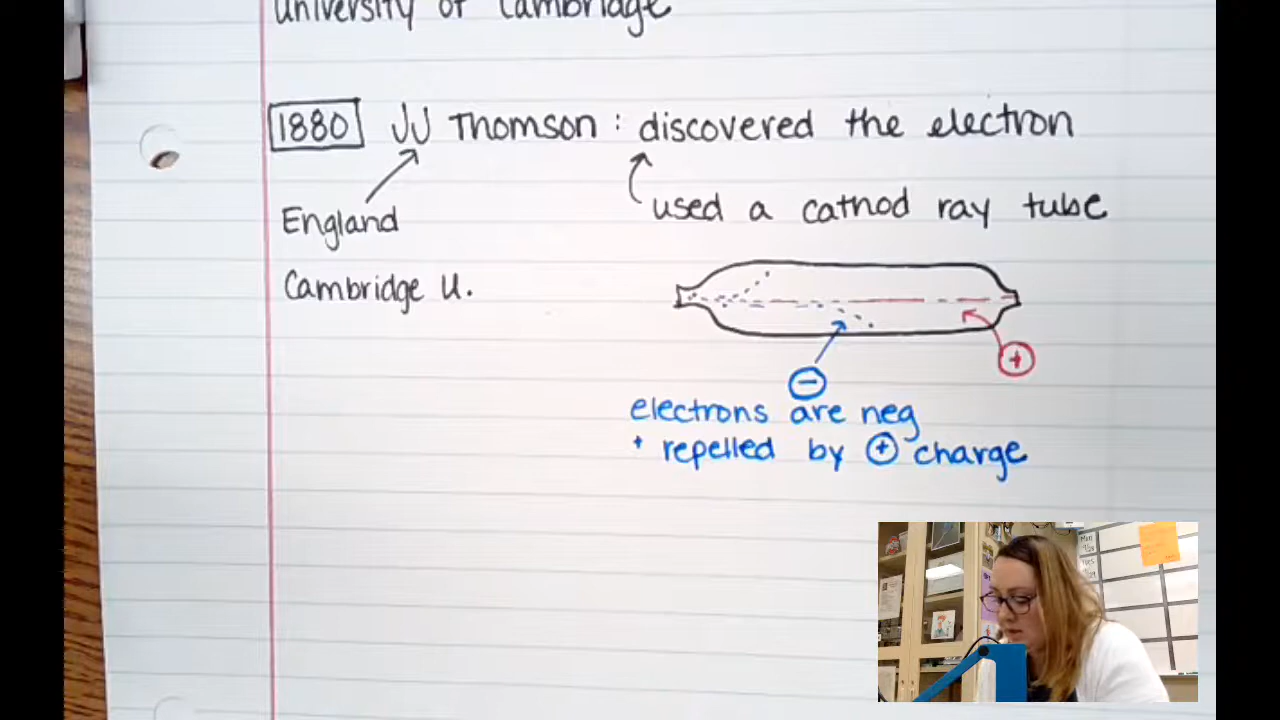 University of Cambridge
1880 JJ Thomson : discovered the electron
used a cathod ray tube
England
Cambridge U.
+
−
electrons are neg
+ repelled by + charge
Mon